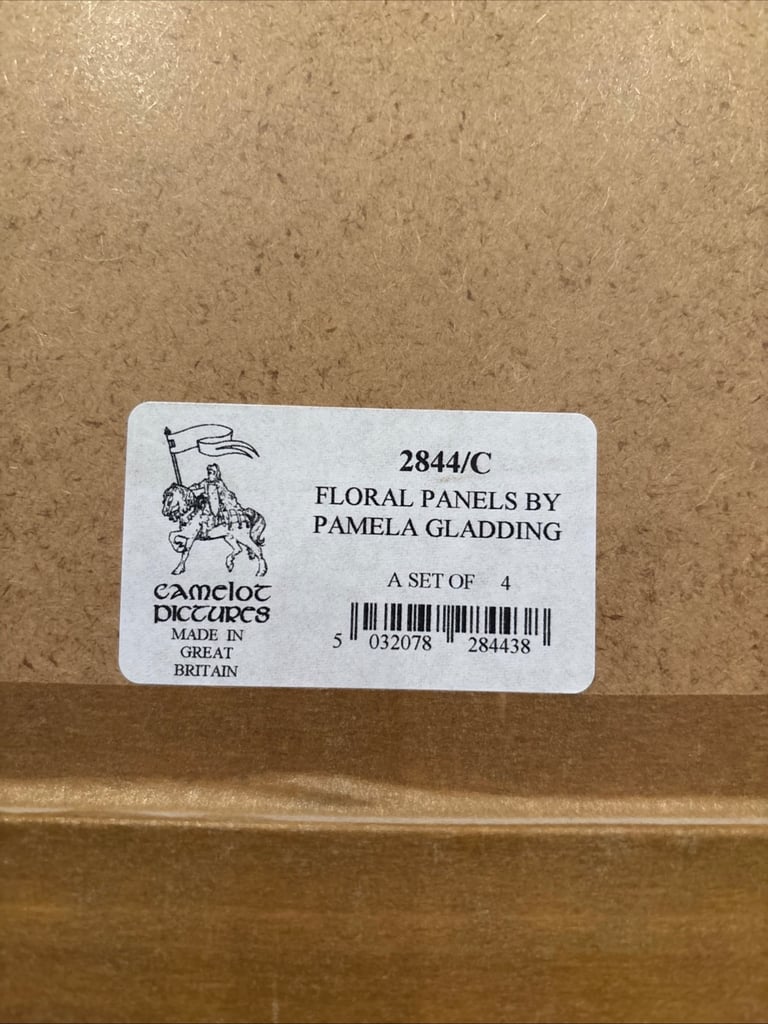 2844/C
FLORAL PANELS BY
PAMELA GLADDING
A SET OF 4
5 032078 284438
CAMELOT
PICTURES
MADE IN
GREAT
BRITAIN